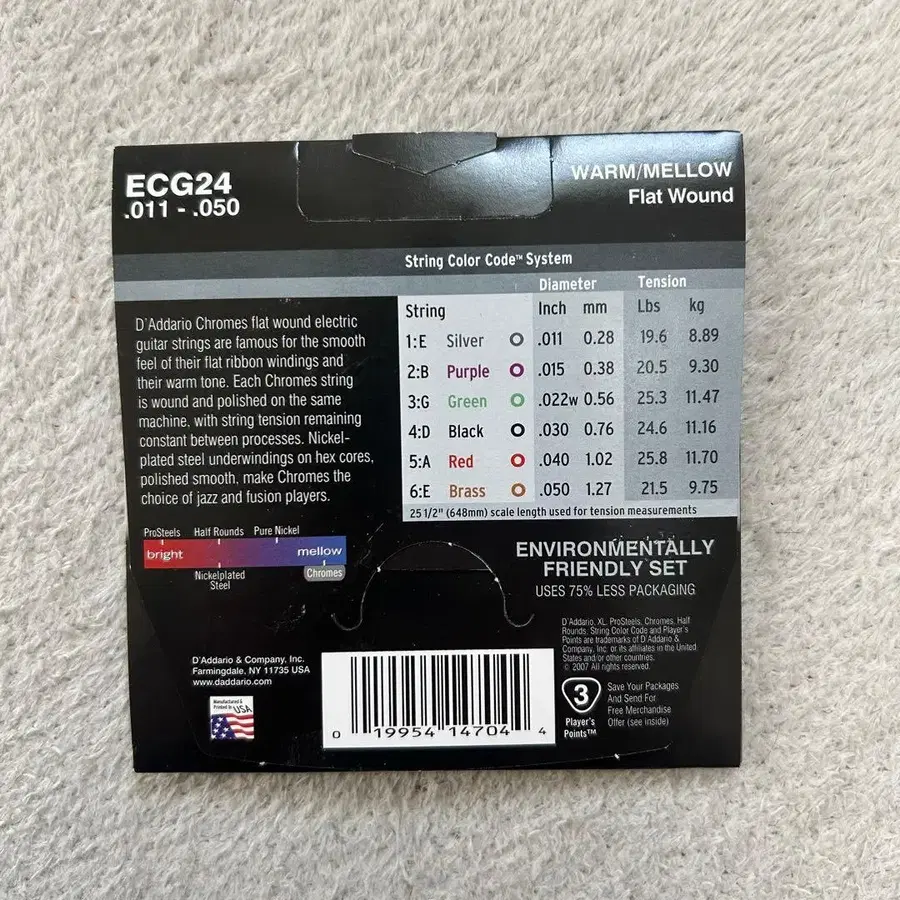 ECG24
.011 - .050
WARM/MELLOW
Flat Wound
String Color Code™ System
Diameter Tension
String Inch mm Lbs kg
1:E Silver .011 0.28 19.6 8.89
2:B Purple .015 0.38 20.5 9.30
3:G Green .022w 0.56 25.3 11.47
4:D Black .030 0.76 24.6 11.16
5:A Red .040 1.02 25.8 11.70
6:E Brass .050 1.27 21.5 9.75
25 1/2" (648mm) scale length used for tension measurements
D'Addario Chromes flat wound electric
guitar strings are famous for the smooth
feel of their flat ribbon windings and
their warm tone. Each Chromes string
is wound and polished on the same
machine, with string tension remaining
constant between processes. Nickel-
plated steel underwindings on hex cores,
polished smooth, make Chromes the
choice of jazz and fusion players.
ProSteels Half Rounds Pure Nickel
bright mellow
Nickelplated
Steel
Chromes
ENVIRONMENTALLY
FRIENDLY SET
USES 75% LESS PACKAGING
D'Addario, XL, ProSteels, Chromes, Half
Rounds, String Color Code and Player's
Points are trademarks of D'Addario &
Company, Inc. or its affiliates in the United
States and/or other countries.
© 2007 All rights reserved.
D'Addario & Company, Inc.
Farmingdale, NY 11735 USA
www.daddario.com
Manufactured &
Printed in USA
0 19954 14704 4
3
Player's
Points™
Save Your Packages
And Send For
Free Merchandise
Offer (see inside)